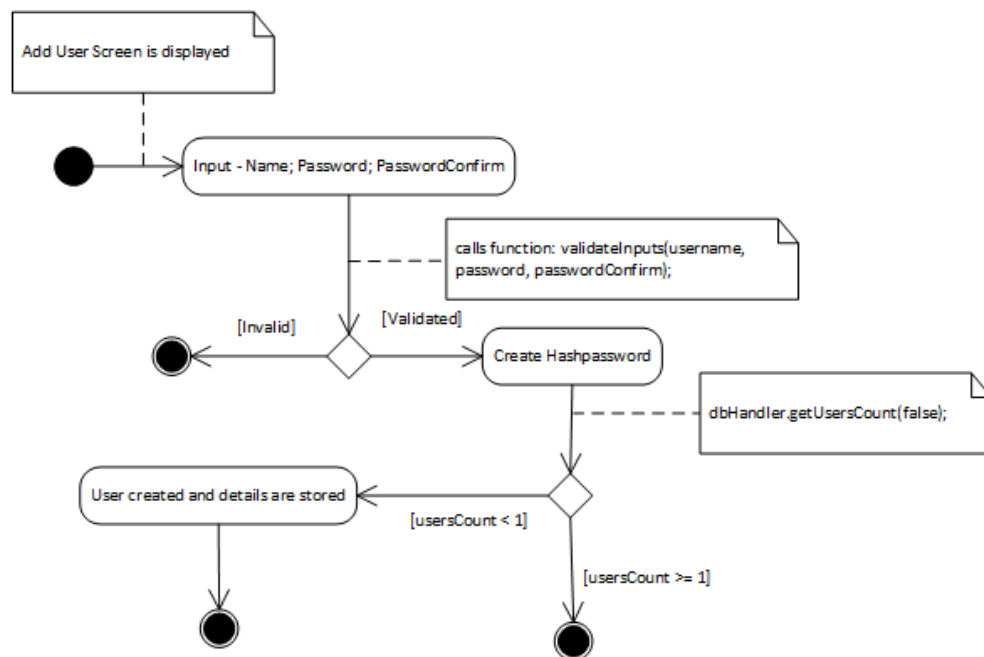 Add User Screen is displayed
Input - Name; Password; PasswordConfirm
calls function: validateInputs(username,
password, passwordConfirm);
[Invalid]
[Validated]
Create Hashpassword
dbHandler.getUsersCount(false);
User created and details are stored
[usersCount < 1]
[usersCount >= 1]